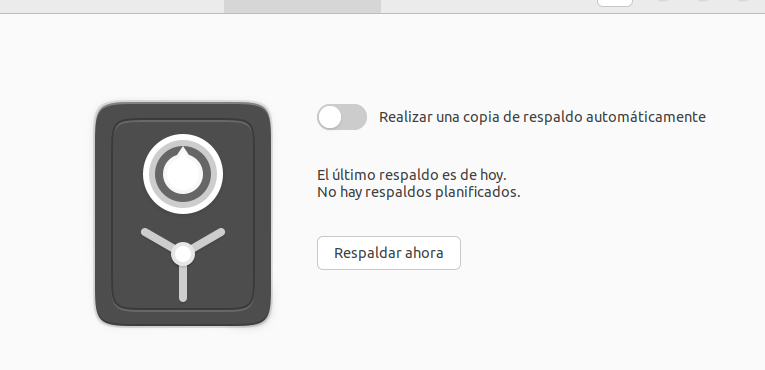 Realizar una copia de respaldo automáticamente
El último respaldo es de hoy.
No hay respaldos planificados.
Respaldar ahora